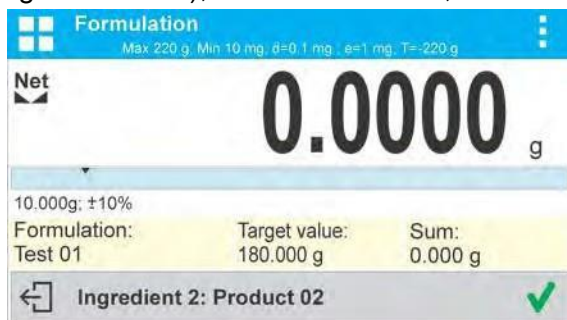 Formulation
Max 220 g, Min 10 mg, d=0.1 mg, e=1 mg, T=-220 g
Net
0.0000 g
10.000g; ±10%
Formulation: Target value: Sum:
Test 01 180.000 g 0.000 g
Ingredient 2: Product 02